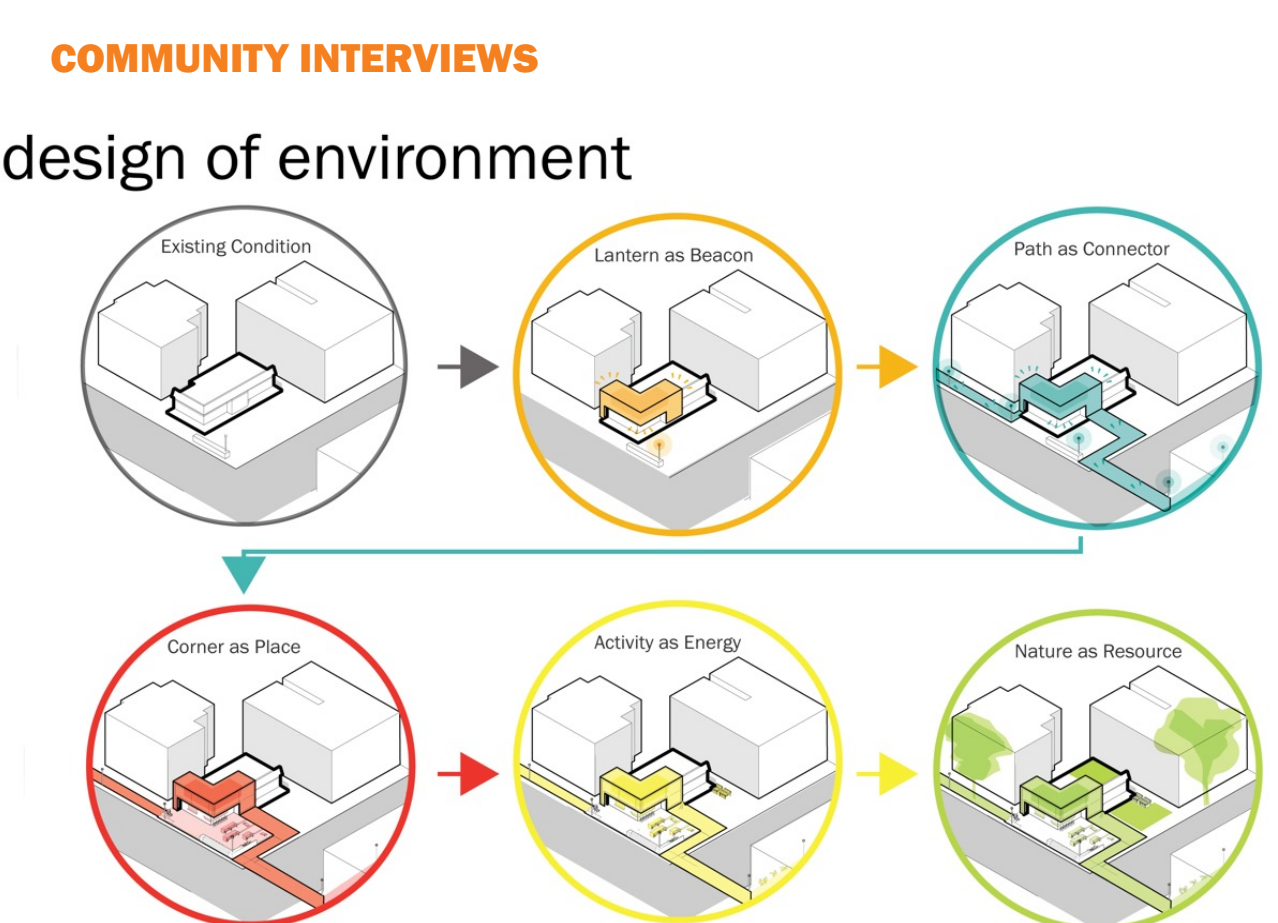 COMMUNITY INTERVIEWS
design of environment
Existing Condition
Lantern as Beacon
Path as Connector
Corner as Place
Activity as Energy
Nature as Resource